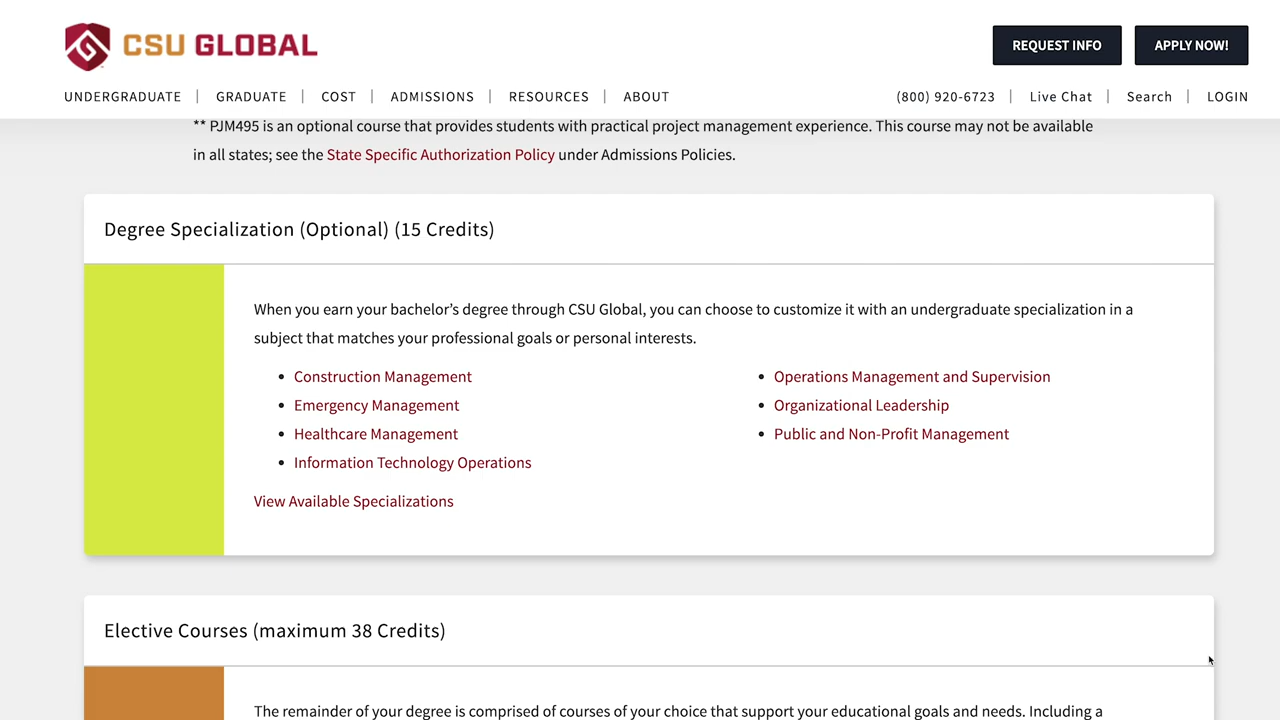 CSU GLOBAL
REQUEST INFO
APPLY NOW!
UNDERGRADUATE | GRADUATE | COST | ADMISSIONS | RESOURCES | ABOUT
(800) 920-6723 | Live Chat | Search | LOGIN
** PJM495 is an optional course that provides students with practical project management experience. This course may not be available
in all states; see the State Specific Authorization Policy under Admissions Policies.
Degree Specialization (Optional) (15 Credits)
When you earn your bachelor’s degree through CSU Global, you can choose to customize it with an undergraduate specialization in a
subject that matches your professional goals or personal interests.
• Construction Management
• Emergency Management
• Healthcare Management
• Information Technology Operations
• Operations Management and Supervision
• Organizational Leadership
• Public and Non-Profit Management
View Available Specializations
Elective Courses (maximum 38 Credits)
The remainder of your degree is comprised of courses of your choice that support your educational goals and needs. Including a